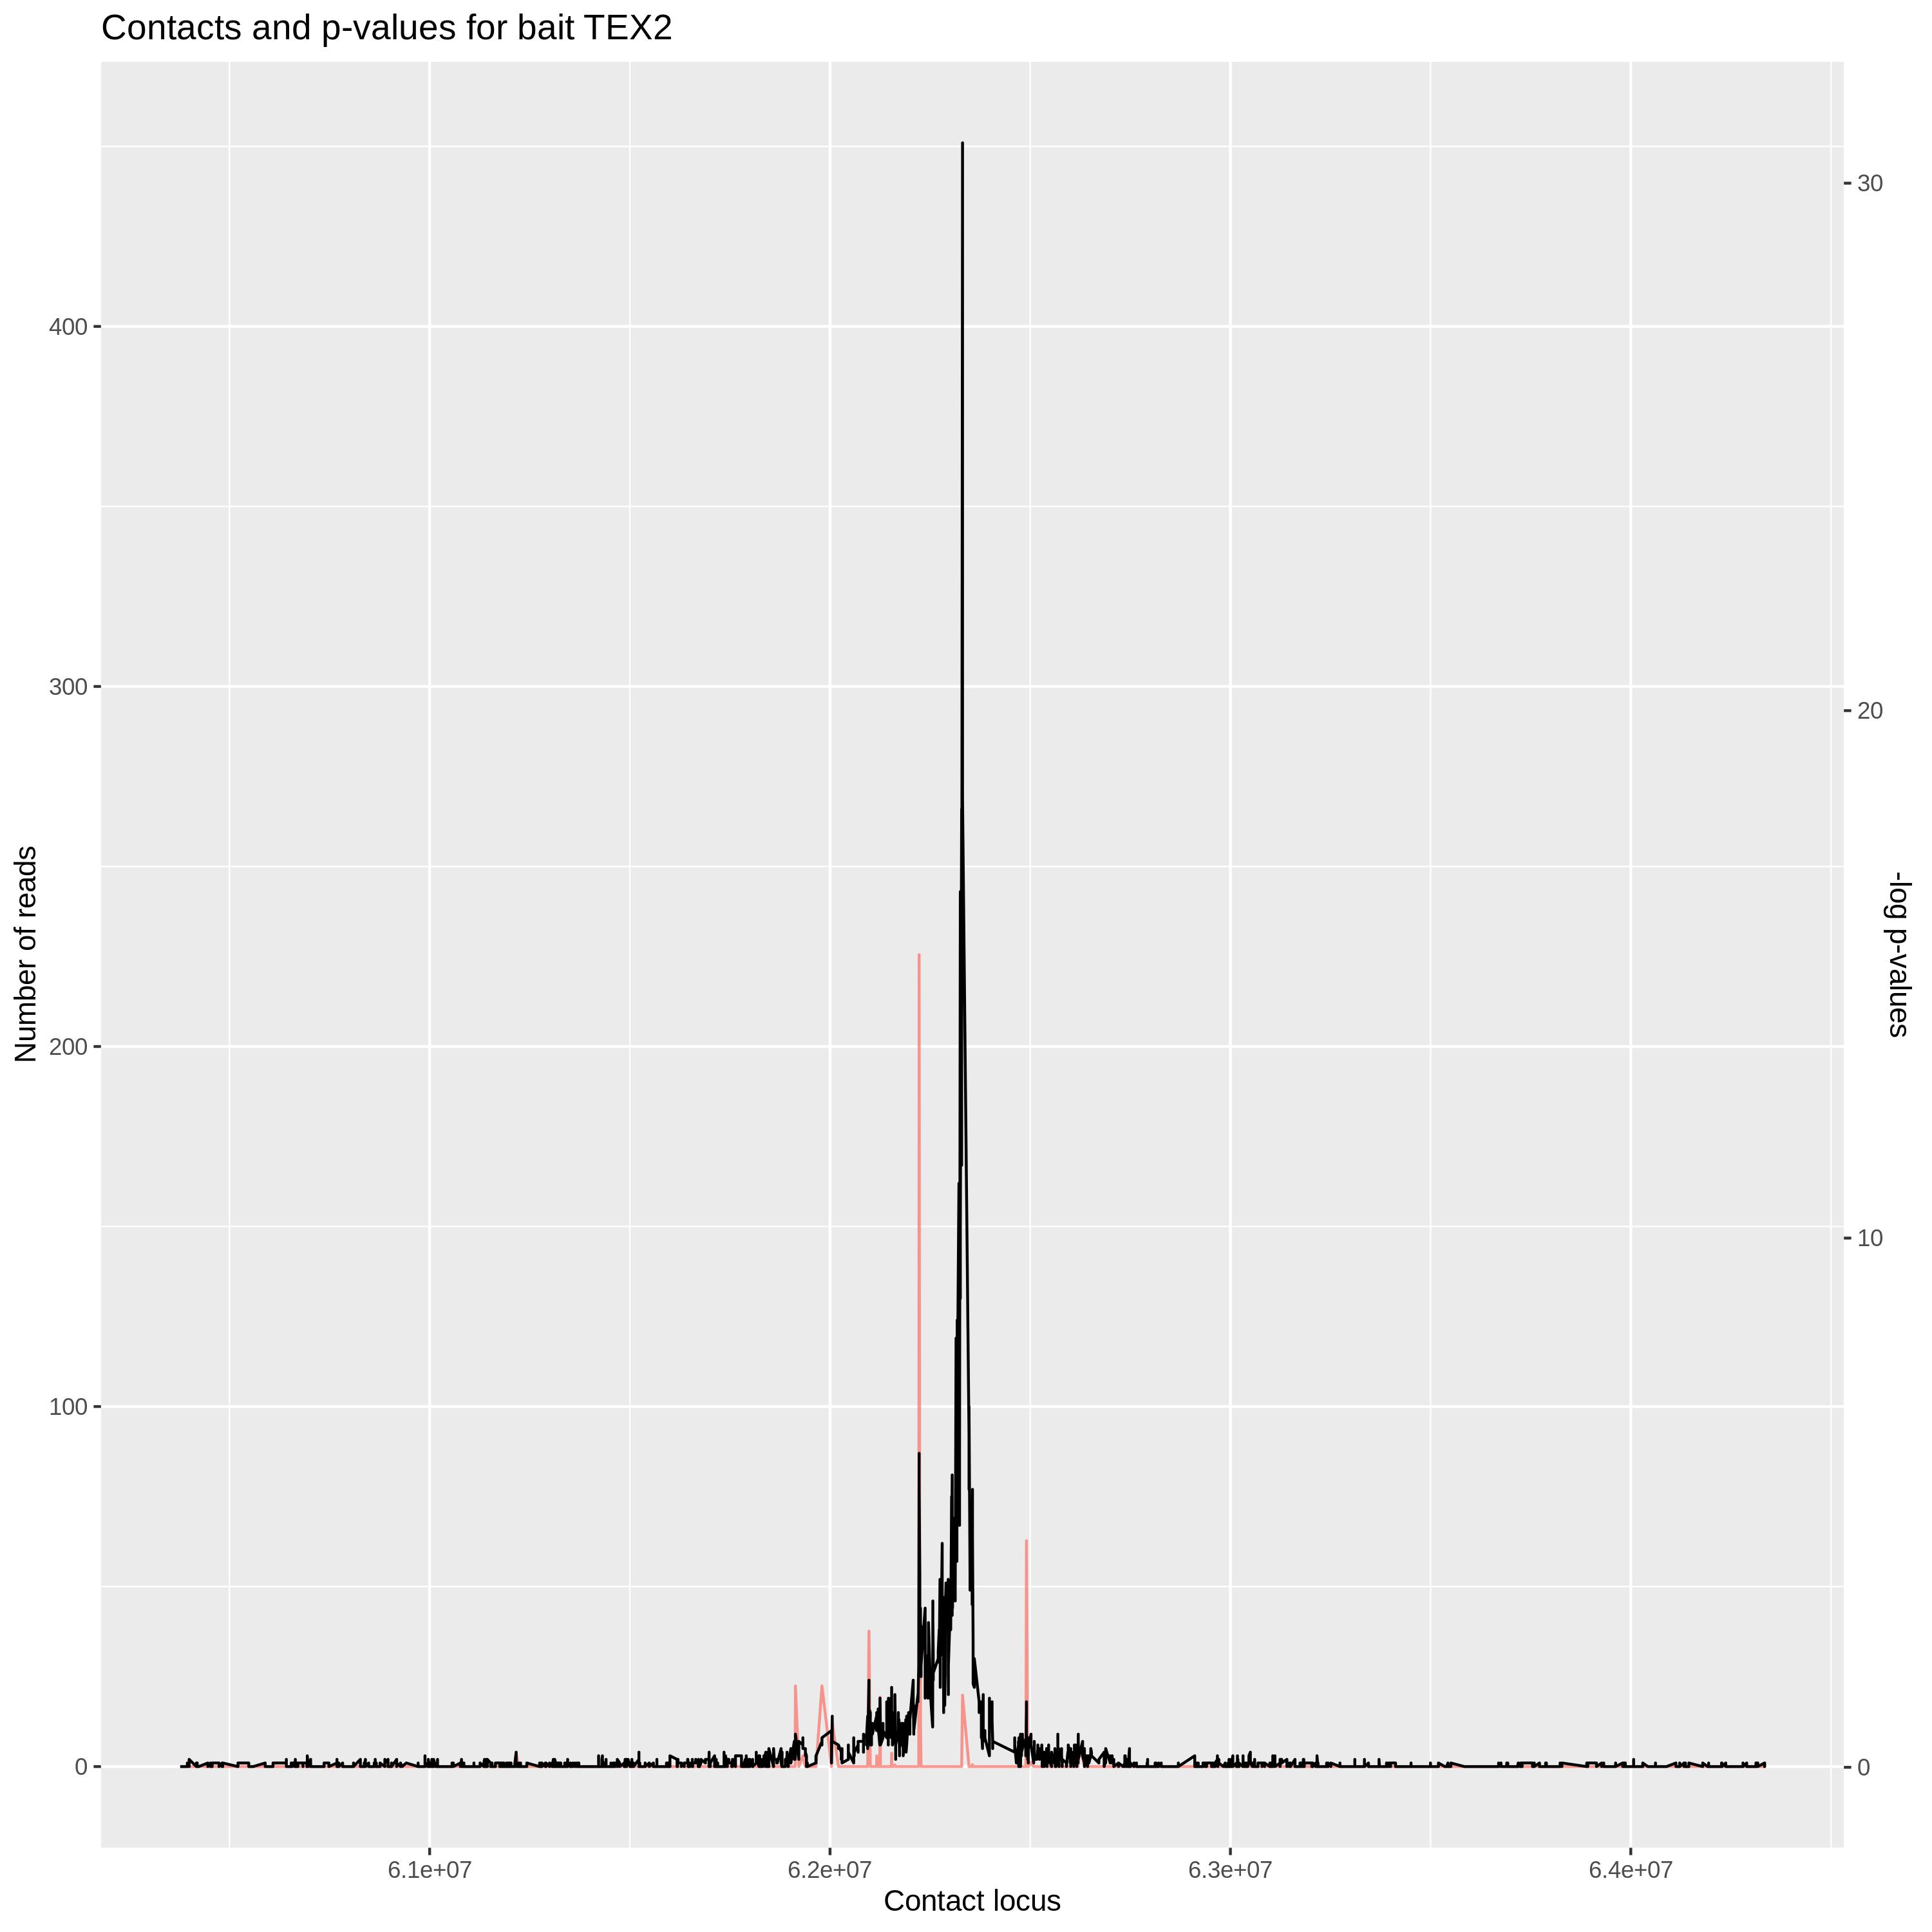 Contacts and p-values for bait TEX2
Number of reads
400
300
200
100
0
30
20
10
0
-log p-values
6.1e+07
6.2e+07
6.3e+07
6.4e+07
Contact locus